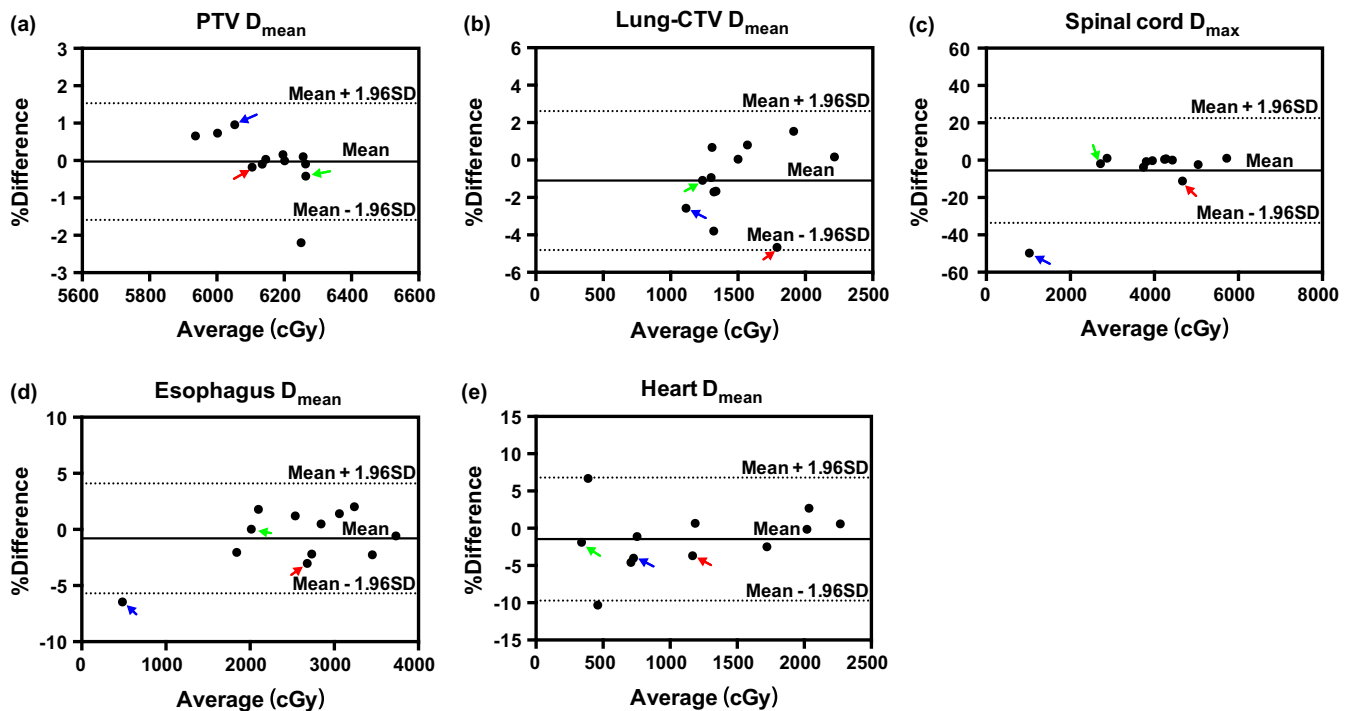 (a) PTV Dmean
%Difference
3
2
1
0
-1
-2
-3
Mean + 1.96SD
Mean
Mean - 1.96SD
5600 5800 6000 6200 6400 6600
Average (cGy)
(b) Lung-CTV Dmean
%Difference
6
4
2
0
-2
-4
-6
Mean + 1.96SD
Mean
Mean - 1.96SD
0 500 1000 1500 2000 2500
Average (cGy)
(c) Spinal cord Dmax
%Difference
60
40
20
0
-20
-40
-60
Mean + 1.96SD
Mean
Mean - 1.96SD
0 2000 4000 6000 8000
Average (cGy)
(d) Esophagus Dmean
%Difference
10
5
0
-5
-10
Mean + 1.96SD
Mean
Mean - 1.96SD
0 1000 2000 3000 4000
Average (cGy)
(e) Heart Dmean
%Difference
15
10
5
0
-5
-10
-15
Mean + 1.96SD
Mean
Mean - 1.96SD
0 500 1000 1500 2000 2500
Average (cGy)